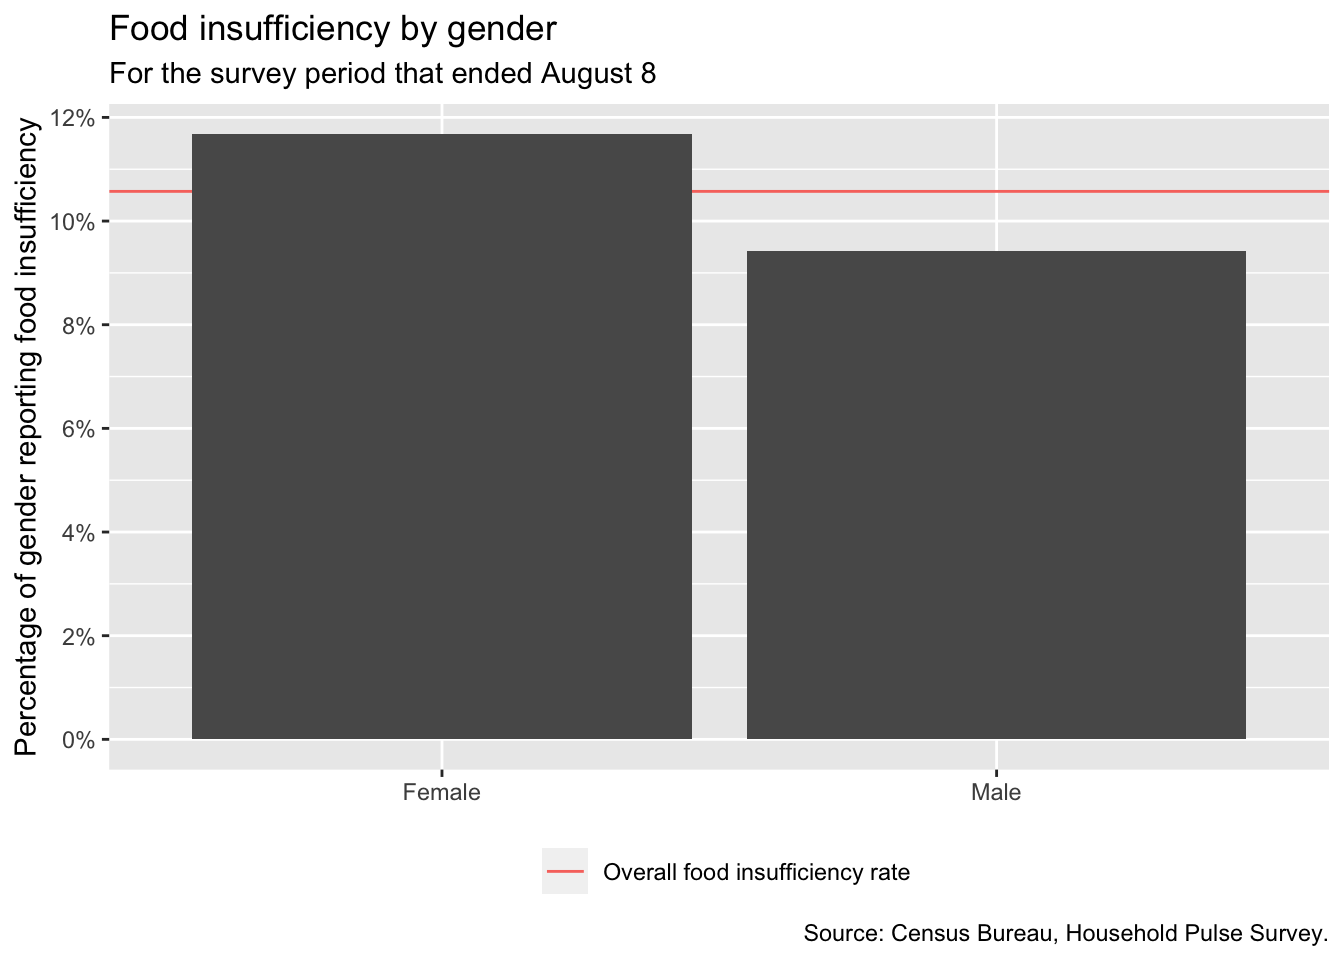 Food insufficiency by gender
For the survey period that ended August 8
Percentage of gender reporting food insufficiency
12%
10%
8%
6%
4%
2%
0%
Female
Male
Overall food insufficiency rate
Source: Census Bureau, Household Pulse Survey.